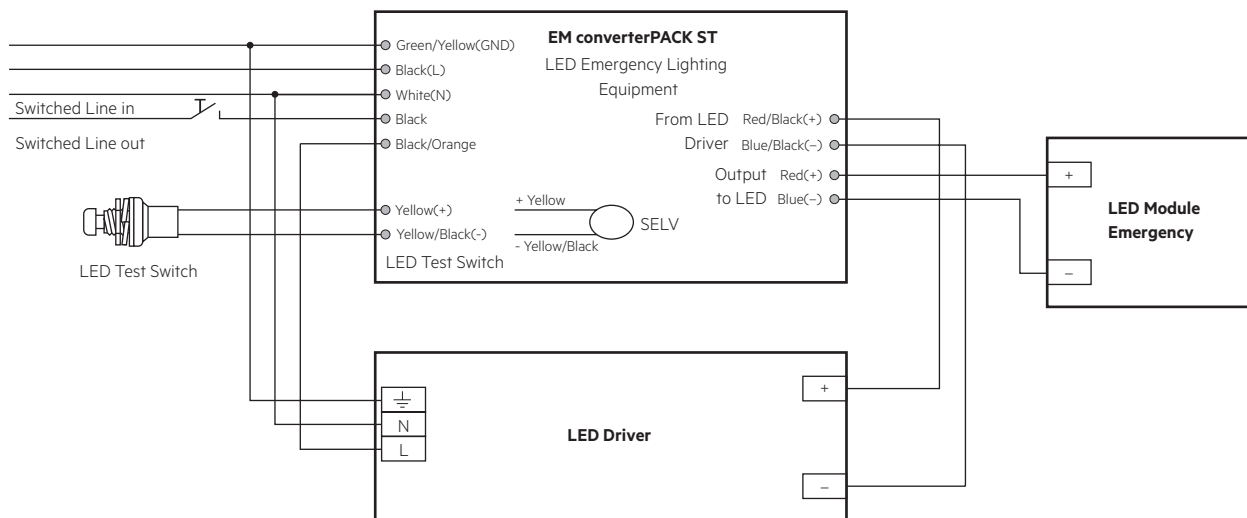 EM converterPACK ST
LED Emergency Lighting
Equipment
Green/Yellow(GND)
Black(L)
White(N)
Switched Line in
Black
Switched Line out
Black/Orange
From LED Red/Black(+)
Driver Blue/Black(–)
Output Red(+)
to LED Blue(–)
+
–
LED Module
Emergency
Yellow(+)
Yellow/Black(-)
LED Test Switch
+ Yellow
- Yellow/Black
SELV
LED Test Switch
N
L
LED Driver
+
–